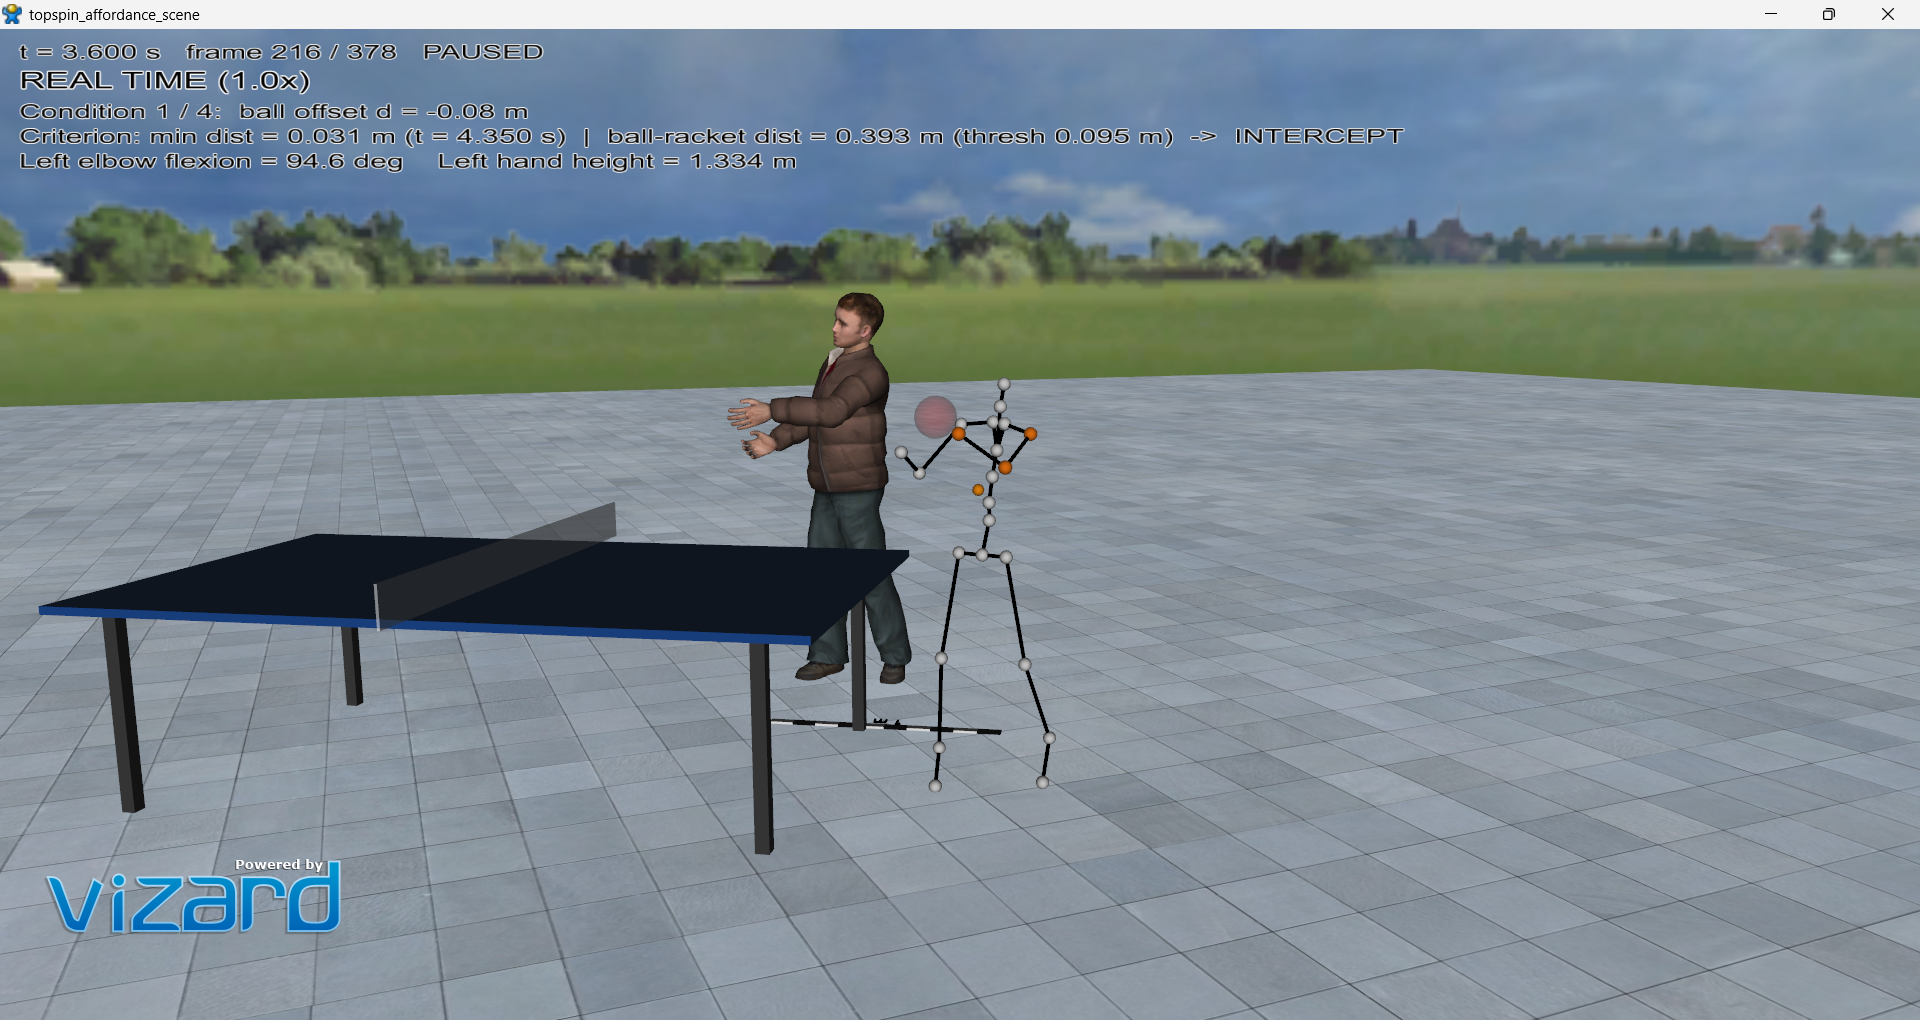 topspin_affordance_scene
t = 3.600 s   frame 216 / 378   PAUSED
REAL TIME (1.0x)
Condition 1 / 4:  ball offset d = -0.08 m
Criterion: min dist = 0.031 m (t = 4.350 s)  |  ball-racket dist = 0.393 m (thresh 0.095 m)  ->  INTERCEPT
Left elbow flexion = 94.6 deg    Left hand height = 1.334 m
Powered by
vizard